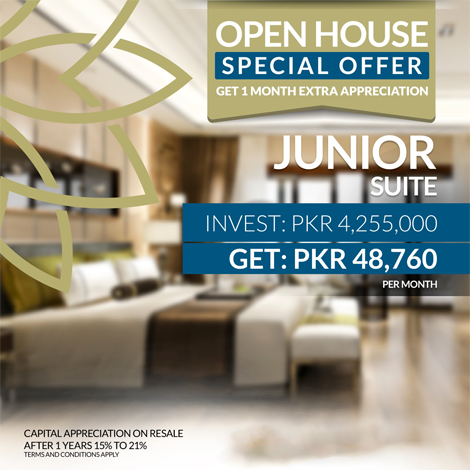 OPEN HOUSE
SPECIAL OFFER
GET 1 MONTH EXTRA APPRECIATION
JUNIOR
SUITE
INVEST: PKR 4,255,000
GET: PKR 48,760
PER MONTH
CAPITAL APPRECIATION ON RESALE
AFTER 1 YEARS 15% TO 21%
TERMS AND CONDITIONS APPLY